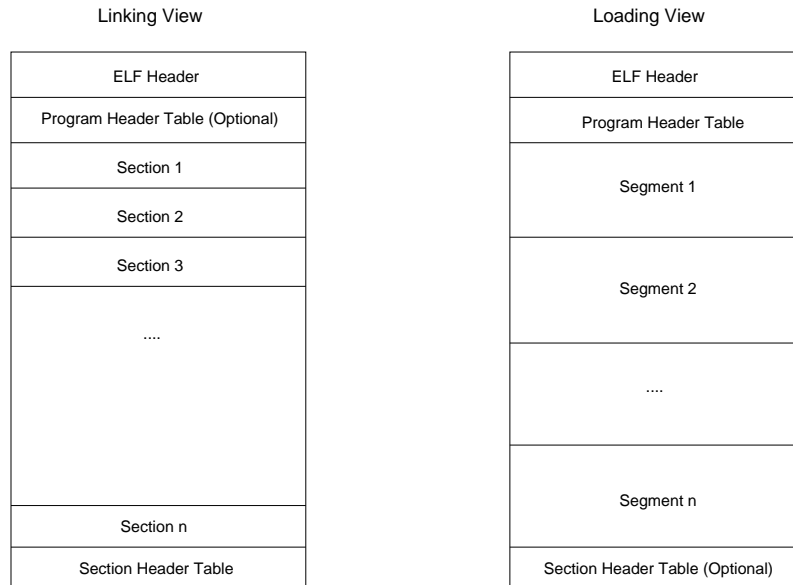 Linking View
ELF Header
Program Header Table (Optional)
Section 1
Section 2
Section 3
....
Section n
Section Header Table
Loading View
ELF Header
Program Header Table
Segment 1
Segment 2
....
Segment n
Section Header Table (Optional)